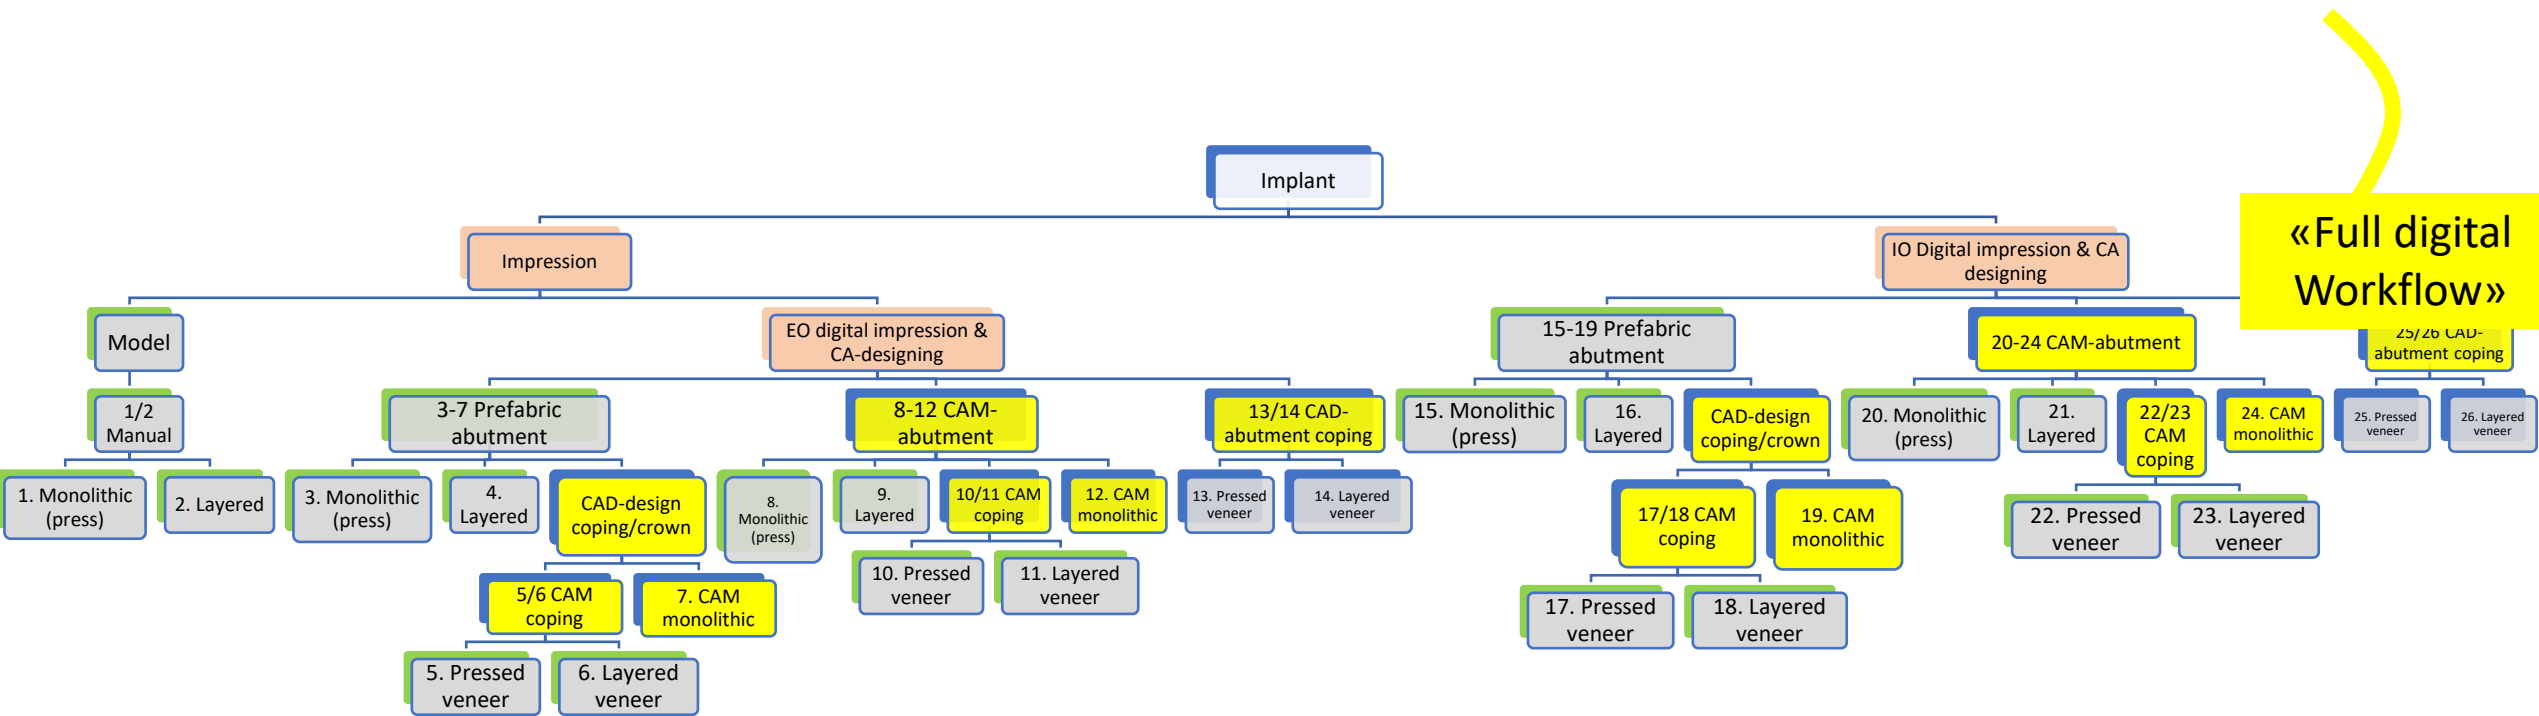 Implant
«Full digital
Workflow»
Impression
IO Digital impression & CA
designing
Model
EO digital impression &
CA-designing
15-19 Prefabric
abutment
20-24 CAM-abutment
25/26 CAD-
abutment coping
1/2
Manual
3-7 Prefabric
abutment
8-12 CAM-
abutment
13/14 CAD-
abutment coping
15. Monolithic
(press)
16.
Layered
CAD-design
coping/crown
20. Monolithic
(press)
21.
Layered
22/23
CAM
coping
24. CAM
monolithic
25. Pressed
veneer
26. Layered
veneer
1. Monolithic
(press)
2. Layered
3. Monolithic
(press)
4.
Layered
CAD-design
coping/crown
8.
Monolithic
(press)
9.
Layered
10/11 CAM
coping
12. CAM
monolithic
13. Pressed
veneer
14. Layered
veneer
17/18 CAM
coping
19. CAM
monolithic
22. Pressed
veneer
23. Layered
veneer
5/6 CAM
coping
7. CAM
monolithic
10. Pressed
veneer
11. Layered
veneer
17. Pressed
veneer
18. Layered
veneer
5. Pressed
veneer
6. Layered
veneer